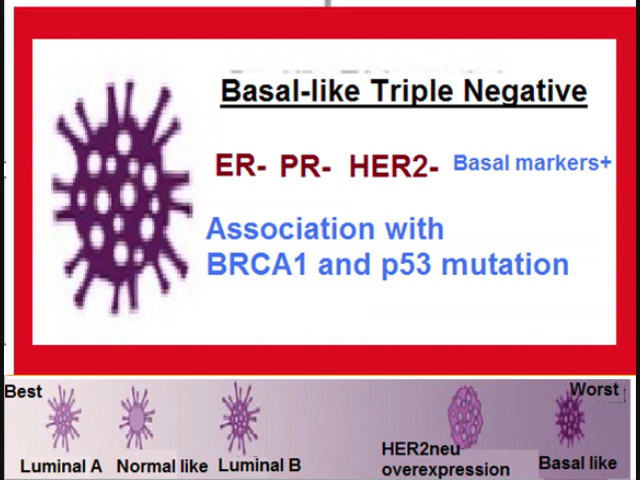 Basal-like Triple Negative
ER- PR- HER2- Basal markers+
Association with
BRCA1 and p53 mutation
Best Worst
Luminal A Normal like Luminal B HER2neu
overexpression Basal like